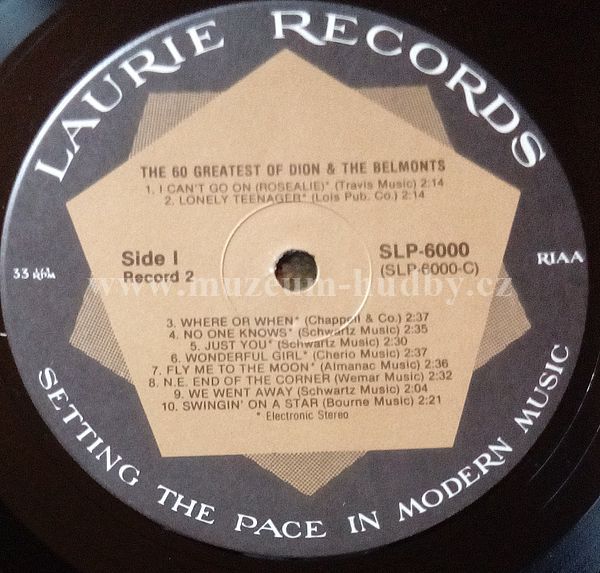 LAURIE RECORDS
THE 60 GREATEST OF DION & THE BELMONTS
1. I CAN'T GO ON (ROSEALIE)* (Travis Music) 2:14
2. LONELY TEENAGER* (Lois Pub. Co.) 2:14
Side I
Record 2
SLP-6000
(SLP-6000-C)
33 r.p.m.
RIAA
www.muzeum-hudby.cz
3. WHERE OR WHEN* (Chappell & Co.) 2:37
4. NO ONE KNOWS* (Schwartz Music) 2:35
5. JUST YOU* (Schwartz Music) 2:30
6. WONDERFUL GIRL* (Cherio Music) 2:37
7. FLY ME TO THE MOON* (Almanac Music) 2:36
8. N.E. END OF THE CORNER (Wemar Music) 2:32
9. WE WENT AWAY (Schwartz Music) 2:04
10. SWINGIN' ON A STAR (Bourne Music) 2:21
* Electronic Stereo
SETTING THE PACE IN MODERN MUSIC